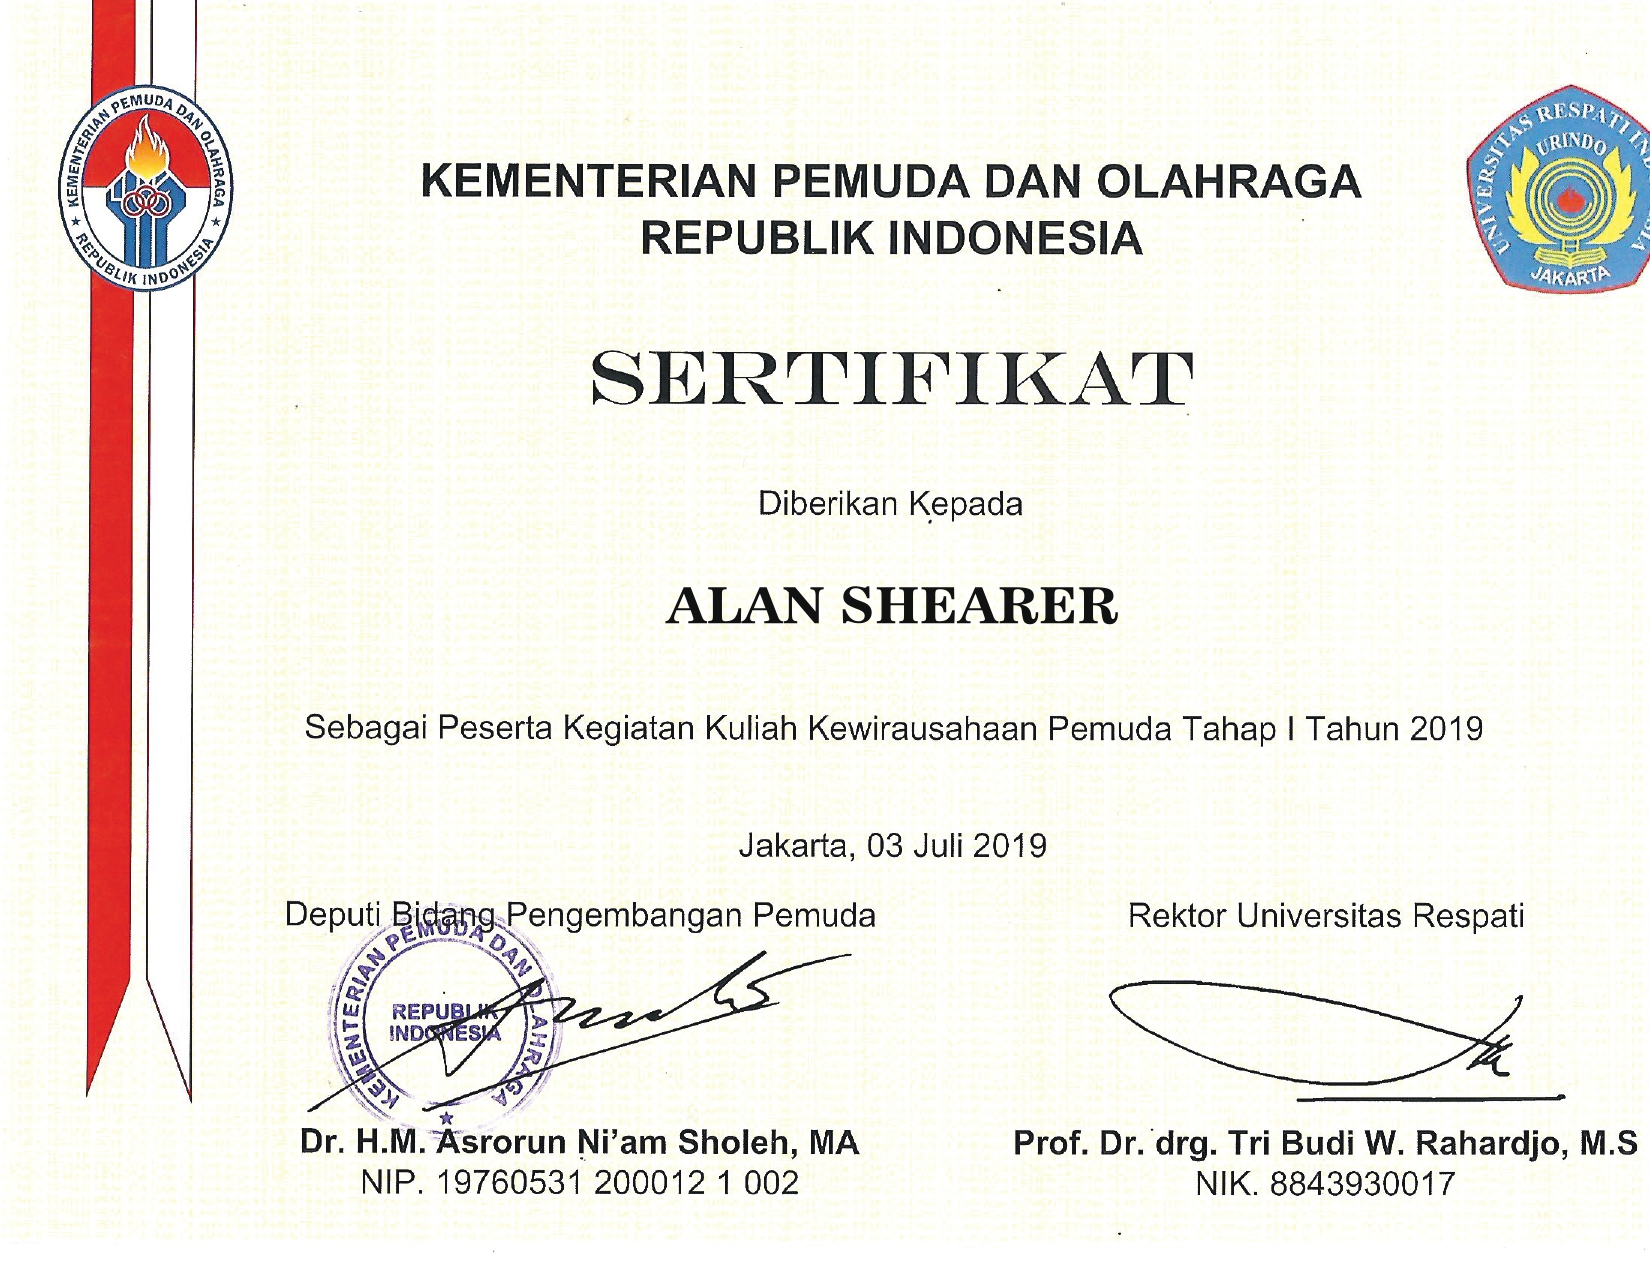 KEMENTERIAN PEMUDA DAN OLAHRAGA
★ REPUBLIK INDONESIA ★
UNIVERSITAS RESPATI INDONESIA
URINDO
JAKARTA
KEMENTERIAN PEMUDA DAN OLAHRAGA
REPUBLIK INDONESIA
SERTIFIKAT
Diberikan Kepada
ALAN SHEARER
Sebagai Peserta Kegiatan Kuliah Kewirausahaan Pemuda Tahap I Tahun 2019
Jakarta, 03 Juli 2019
Deputi Bidang Pengembangan Pemuda
KEMENTERIAN PEMUDA DAN OLAHRAGA
REPUBLIK
INDONESIA
Dr. H.M. Asrorun Ni'am Sholeh, MA
NIP. 19760531 200012 1 002
Rektor Universitas Respati
Prof. Dr. drg. Tri Budi W. Rahardjo, M.S
NIK. 8843930017